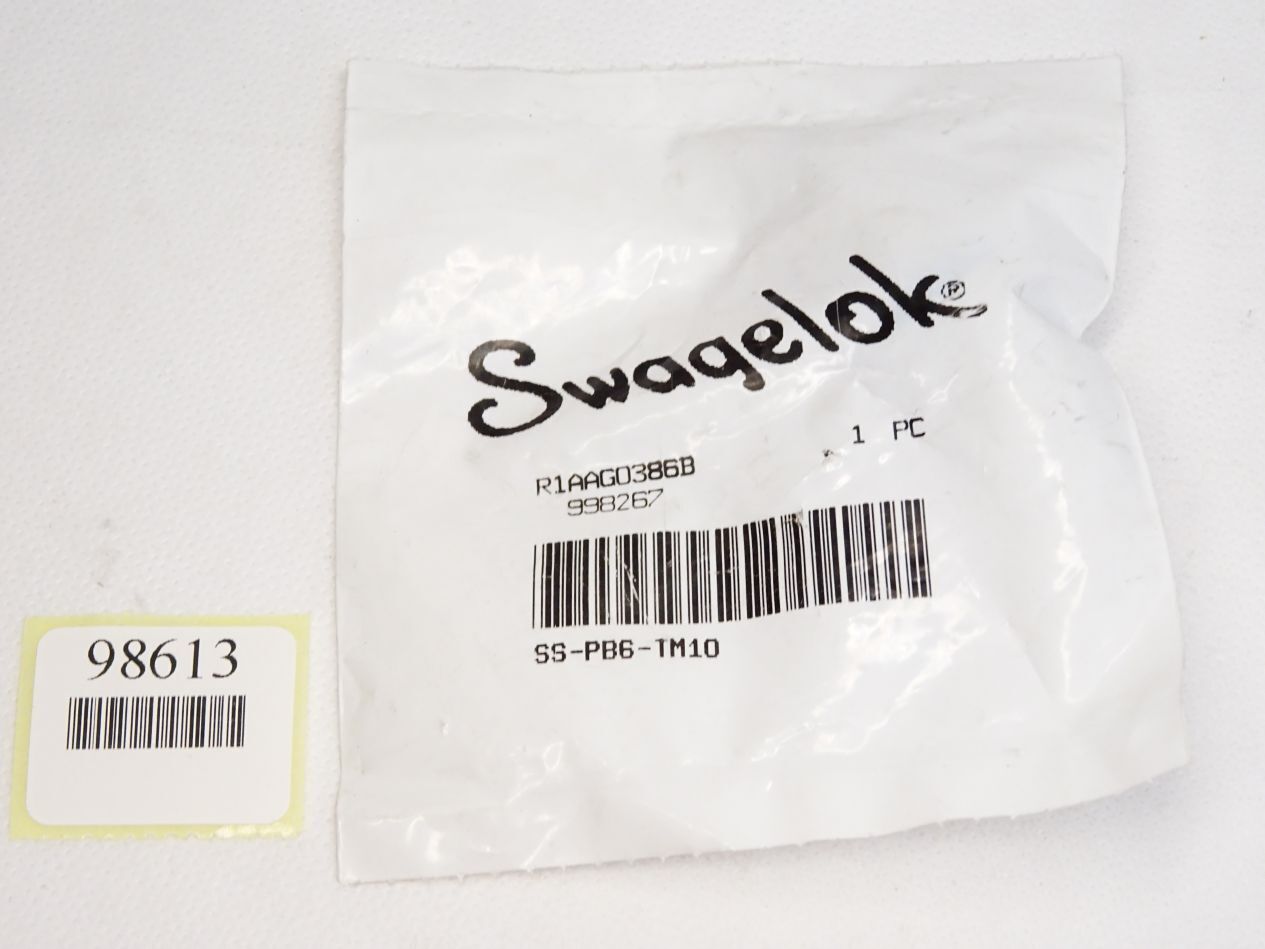 Swagelok®
1 PC
R1AAG0386B
998267
SS-PB6-TM10
98613